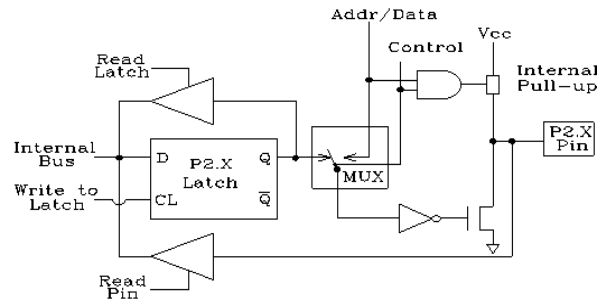 Addr/Data
Control
Vcc
Read
Latch
Internal
Pull-up
P2.X
Pin
Internal
Bus
D
P2.X
Latch
Q
MUX
Write to
Latch
CL
Q̅
Read
Pin